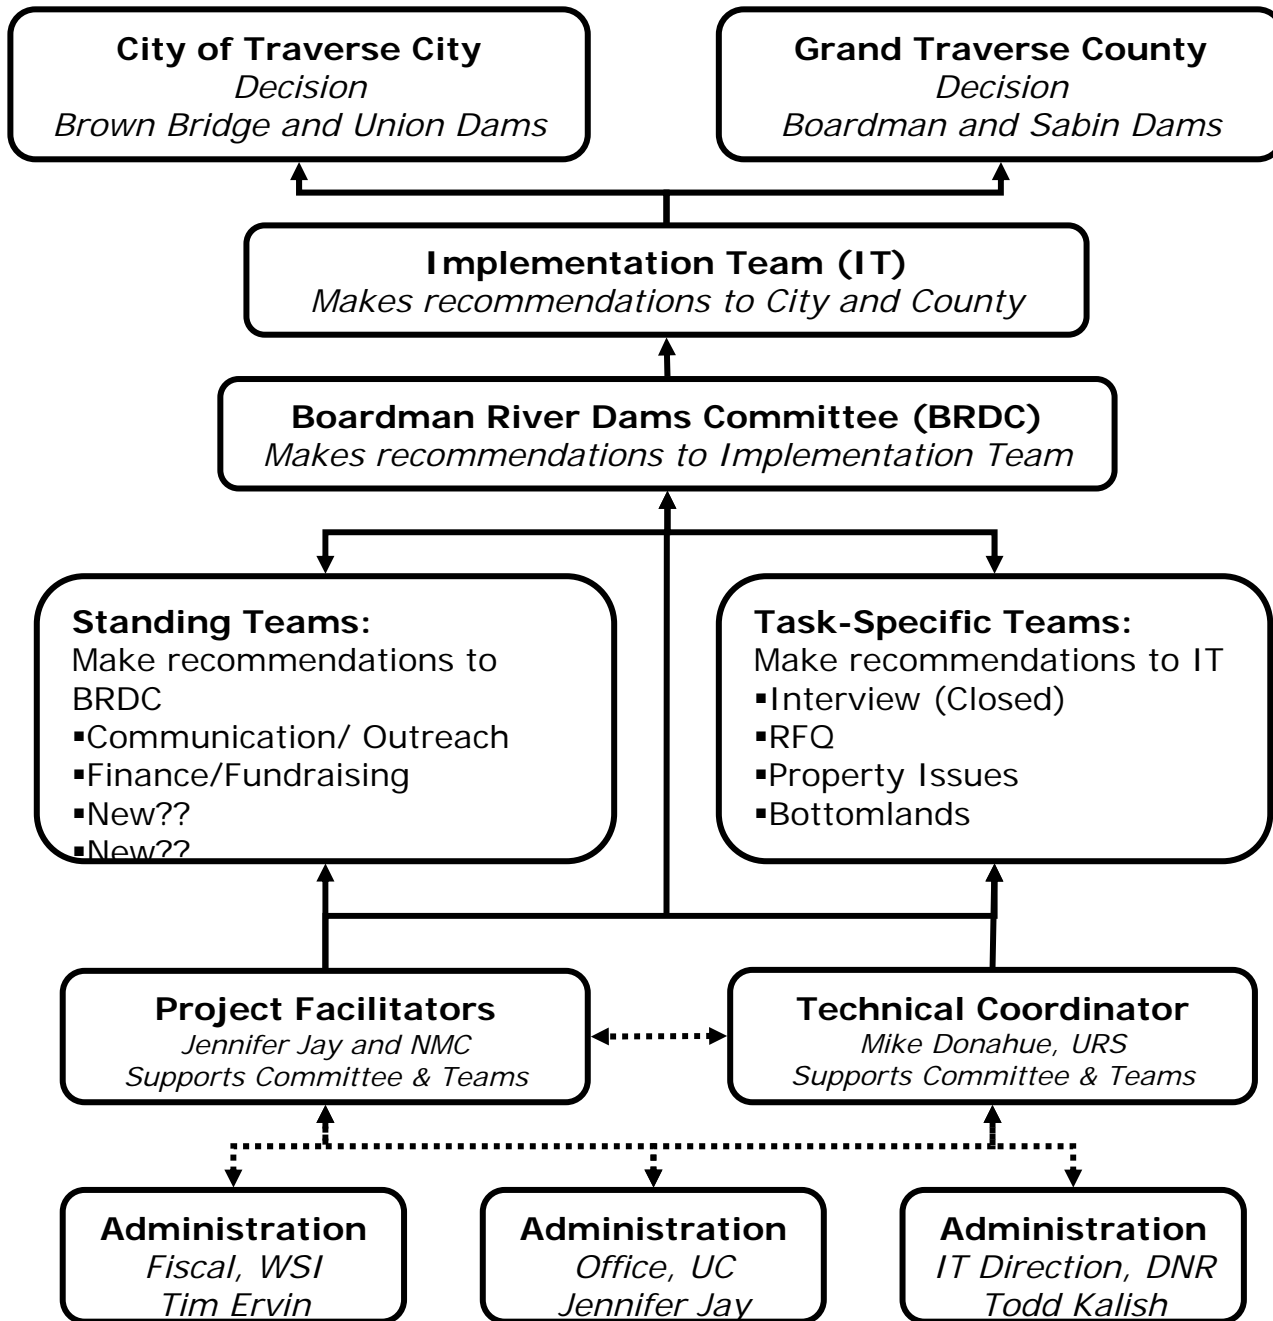 City of Traverse City
Decision
Brown Bridge and Union Dams
Grand Traverse County
Decision
Boardman and Sabin Dams
Implementation Team (IT)
Makes recommendations to City and County
Boardman River Dams Committee (BRDC)
Makes recommendations to Implementation Team
Standing Teams:
Make recommendations to
BRDC
▪Communication/ Outreach
▪Finance/Fundraising
▪New??
▪New??
Task-Specific Teams:
Make recommendations to IT
▪Interview (Closed)
▪RFQ
▪Property Issues
▪Bottomlands
Project Facilitators
Jennifer Jay and NMC
Supports Committee & Teams
Technical Coordinator
Mike Donahue, URS
Supports Committee & Teams
Administration
Fiscal, WSI
Tim Ervin
Administration
Office, UC
Jennifer Jay
Administration
IT Direction, DNR
Todd Kalish